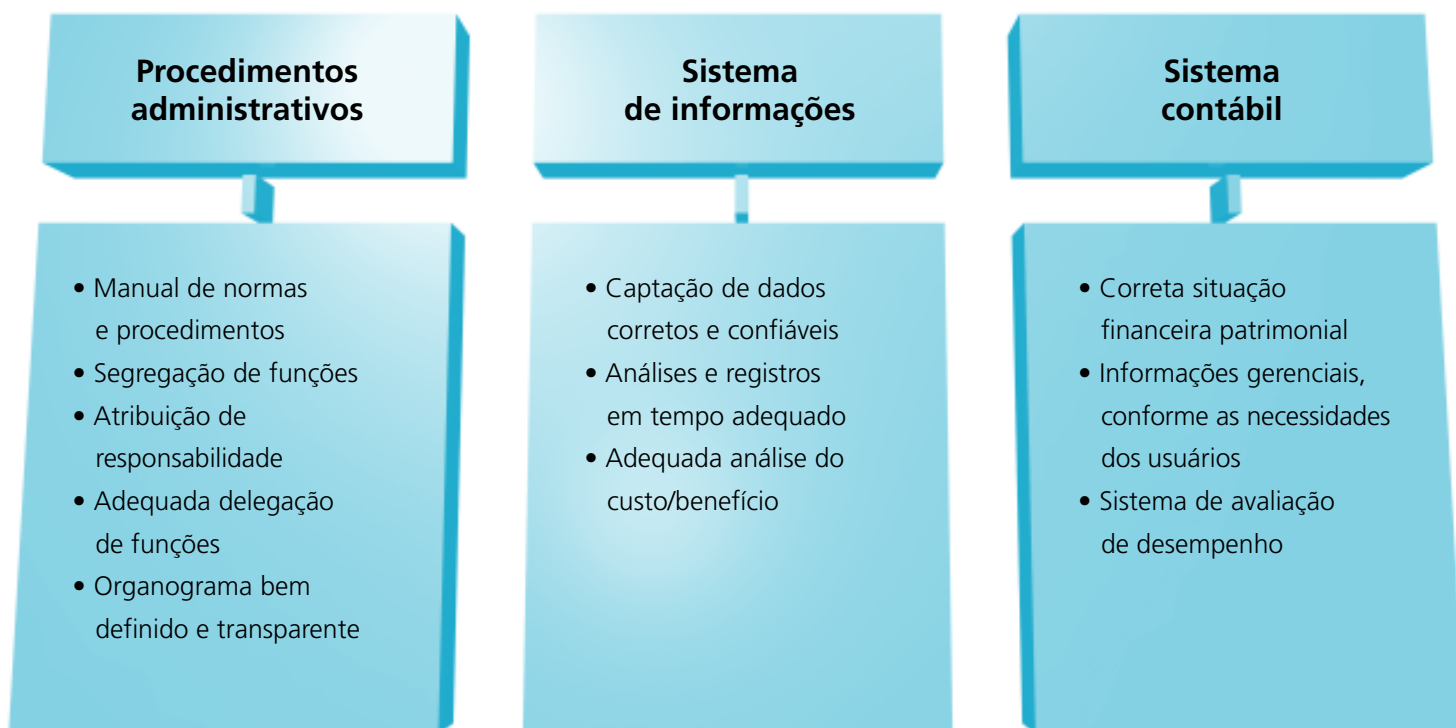 Procedimentos
administrativos
• Manual de normas
e procedimentos
• Segregação de funções
• Atribuição de
responsabilidade
• Adequada delegação
de funções
• Organograma bem
definido e transparente
Sistema
de informações
• Captação de dados
corretos e confiáveis
• Análises e registros
em tempo adequado
• Adequada análise do
custo/benefício
Sistema
contábil
• Correta situação
financeira patrimonial
• Informações gerenciais,
conforme as necessidades
dos usuários
• Sistema de avaliação
de desempenho